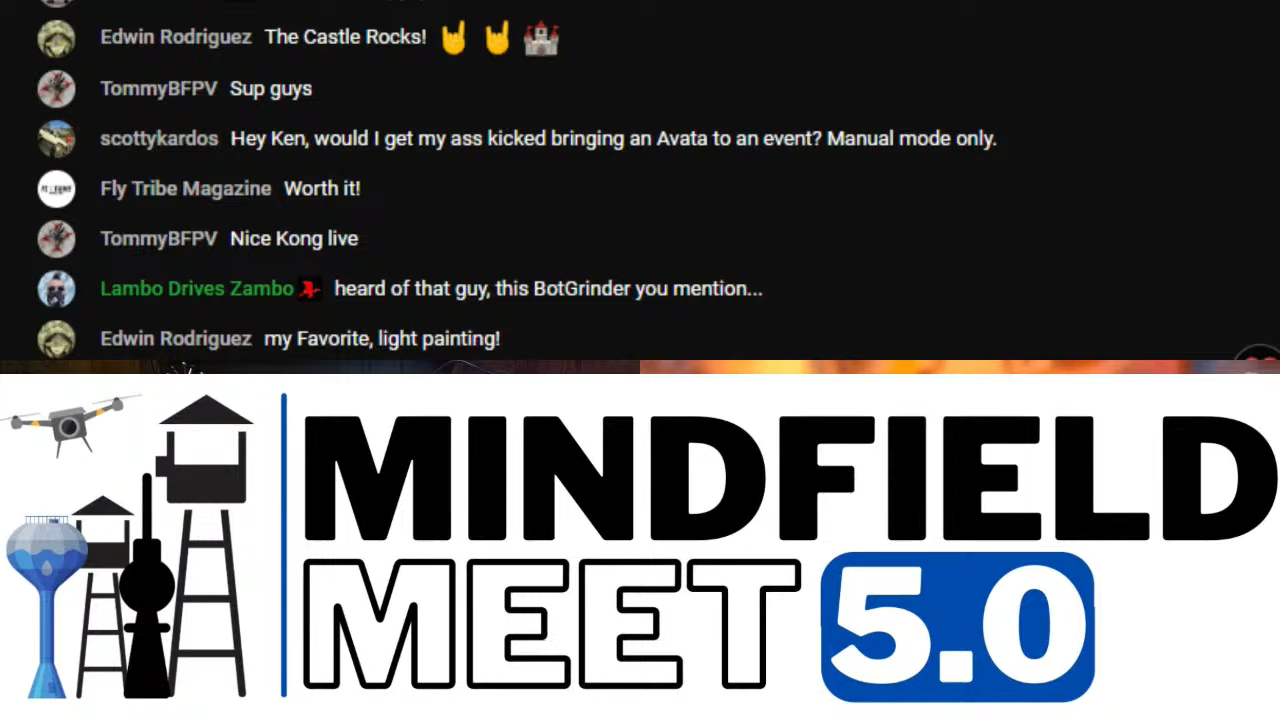 Edwin Rodriguez The Castle Rocks! 🤘 🤘 🏰
TommyBFPV Sup guys
scottykardos Hey Ken, would I get my ass kicked bringing an Avata to an event? Manual mode only.
Fly Tribe Magazine Worth it!
TommyBFPV Nice Kong live
Lambo Drives Zambo heard of that guy, this BotGrinder you mention...
Edwin Rodriguez my Favorite, light painting!
MINDFIELD
MEET 5.0